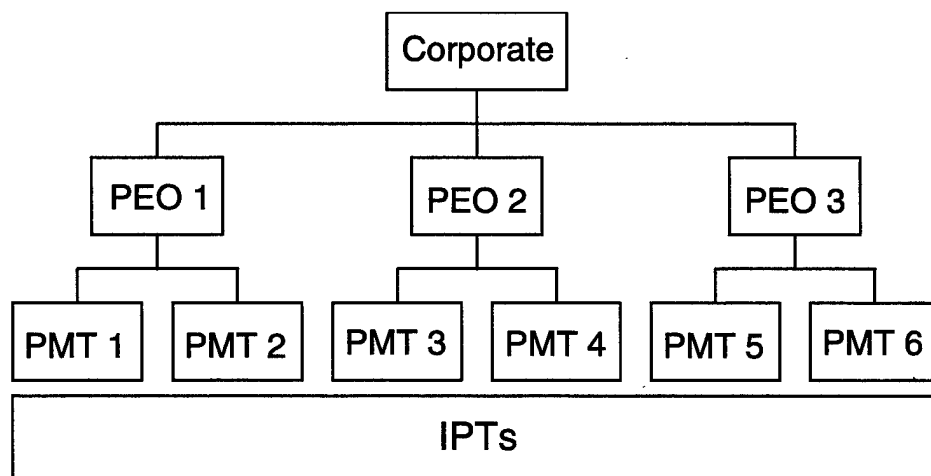 Corporate
PEO 1 PEO 2 PEO 3
PMT 1 PMT 2 PMT 3 PMT 4 PMT 5 PMT 6
IPTs